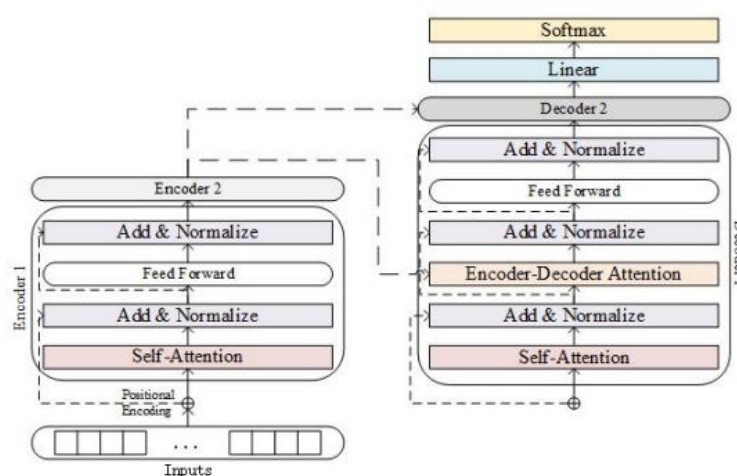 Softmax
Linear
Decoder 2
Add & Normalize
Feed Forward
Add & Normalize
Encoder-Decoder Attention
Add & Normalize
Self-Attention
Encoder 2
Add & Normalize
Feed Forward
Add & Normalize
Self-Attention
Encoder 1
Positional
Encoding
...
Inputs